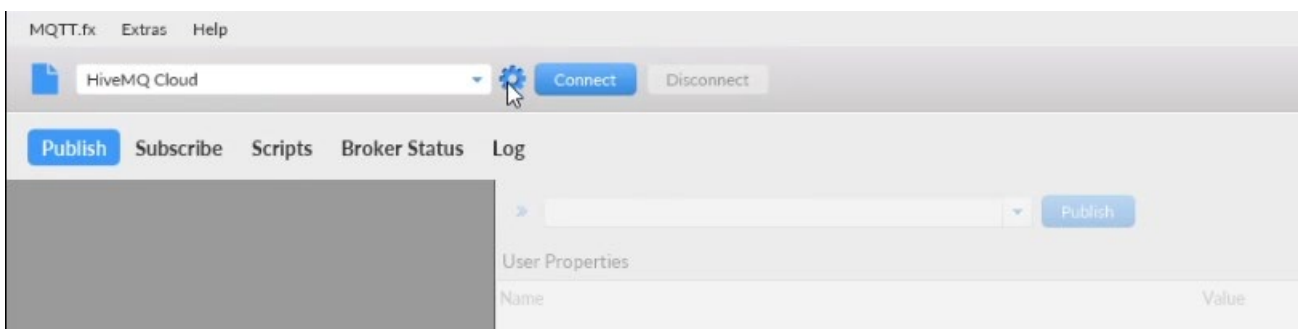 MQTT.fx Extras Help
HiveMQ Cloud Connect Disconnect
Publish Subscribe Scripts Broker Status Log
Publish
User Properties
Name Value